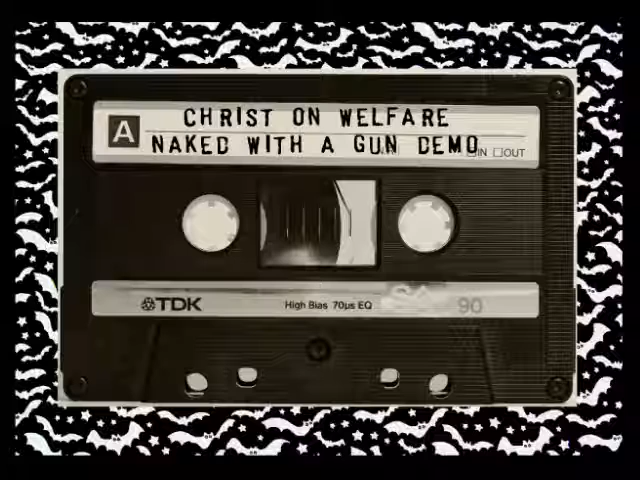 CHRIST ON WELFARE
A
NAKED WITH A GUN DEMO
IN □OUT
TDK
High Bias 70µs EQ
90